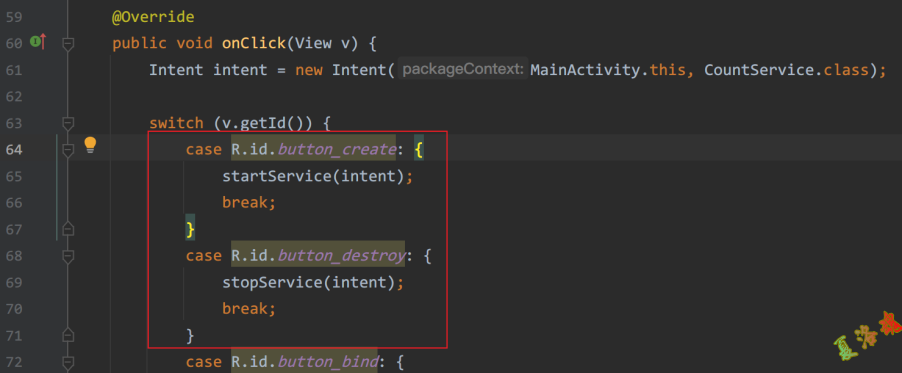 59 @Override
60 public void onClick(View v) {
61 Intent intent = new Intent( packageContext: MainActivity.this, CountService.class);
62
63 switch (v.getId()) {
64 case R.id.button_create: {
65 startService(intent);
66 break;
67 }
68 case R.id.button_destroy: {
69 stopService(intent);
70 break;
71 }
72 case R.id.button_bind: {